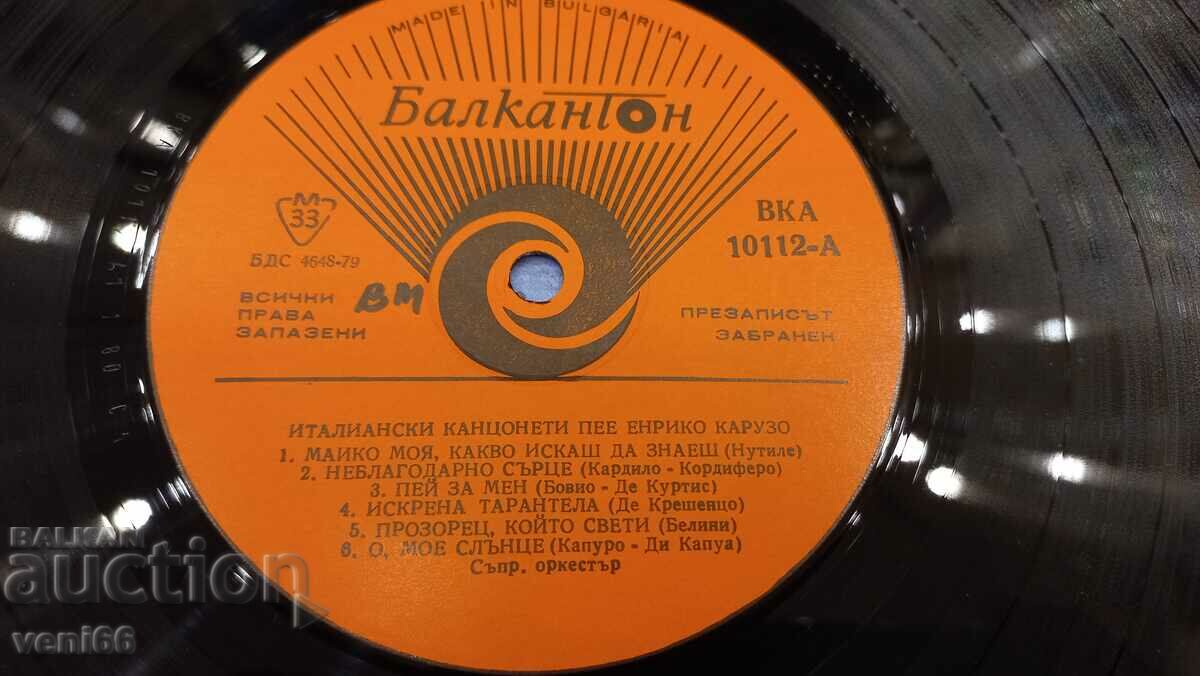 MADE IN BULGARIA
Балкантон
M
33
БДС 4648-79
ВКА
10112-А
ВСИЧКИ
ПРАВА
ЗАПАЗЕНИ
ВМ
ПРЕЗАПИСЪТ
ЗАБРАНЕН
ИТАЛИАНСКИ КАНЦОНЕТИ ПЕЕ ЕНРИКО КАРУЗО
1. МАЙКО МОЯ, КАКВО ИСКАШ ДА ЗНАЕШ (Нутиле)
2. НЕБЛАГОДАРНО СЪРЦЕ (Кардило - Кордиферо)
3. ПЕЙ ЗА МЕН (Бовио - Де Куртис)
4. ИСКРЕНА ТАРАНТЕЛА (Де Крешенцо)
5. ПРОЗОРЕЦ, КОЙТО СВЕТИ (Белини)
6. О, МОЕ СЛЪНЦЕ (Капуро - Ди Капуа)
Съпр. оркестър
BALKAN
auction
veni66